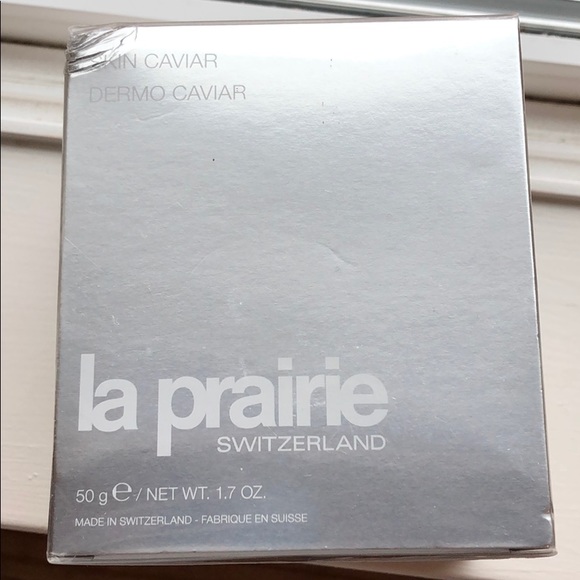 SKIN CAVIAR
DERMO CAVIAR
la prairie
SWITZERLAND
50 g ℮ / NET WT. 1.7 OZ.
MADE IN SWITZERLAND - FABRIQUE EN SUISSE